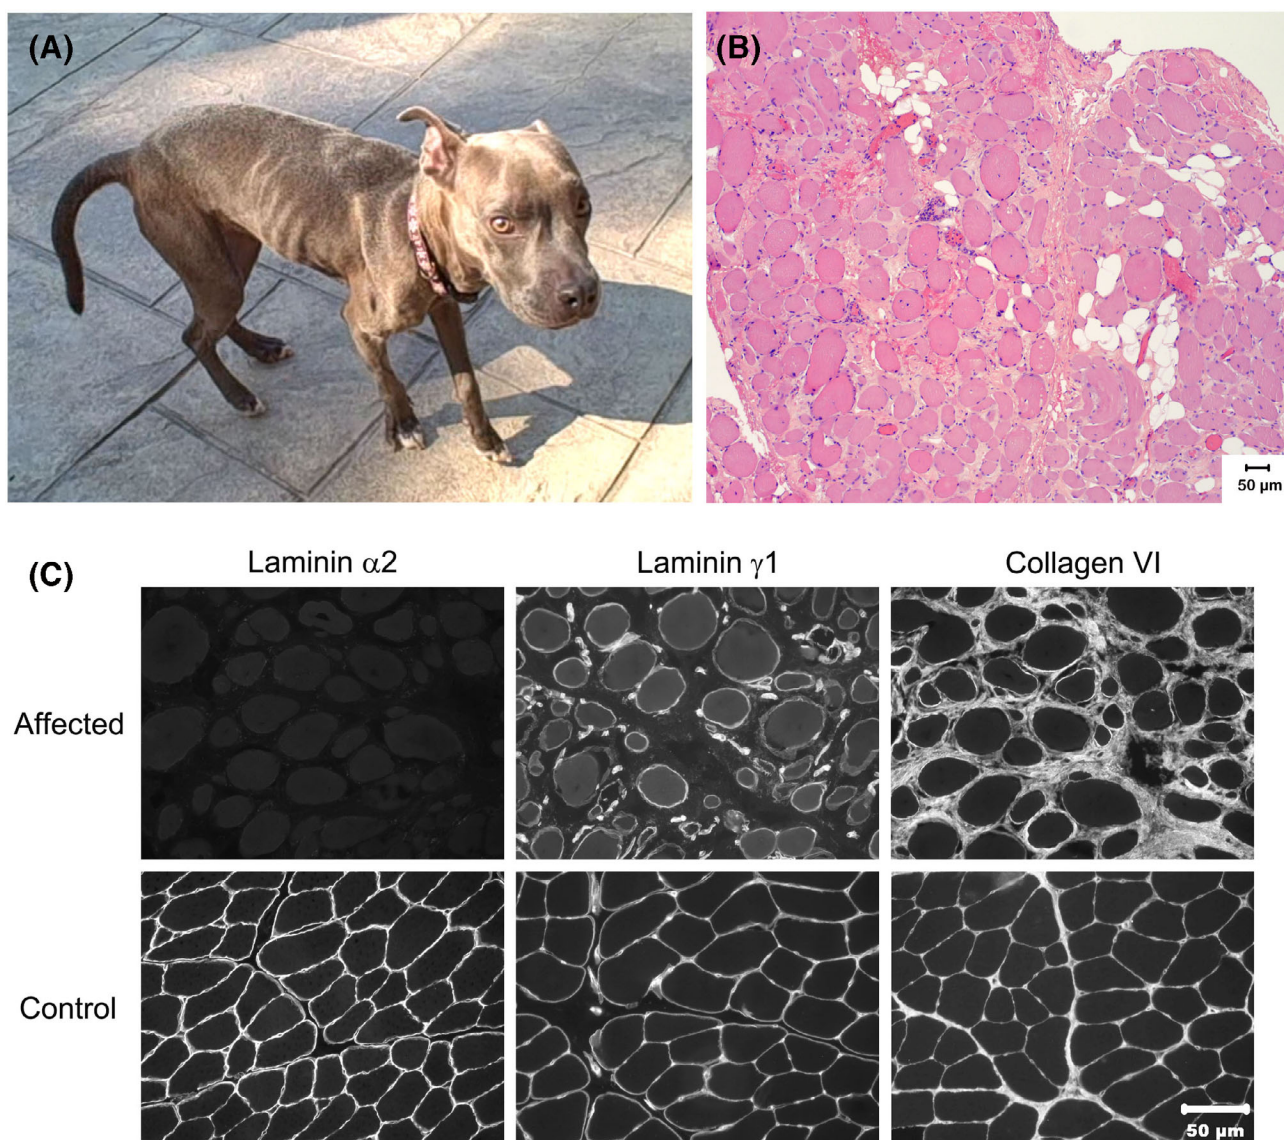 (A)
(B)
50 µm
(C)
Laminin α2
Laminin γ1
Collagen VI
Affected
Control
50 µm